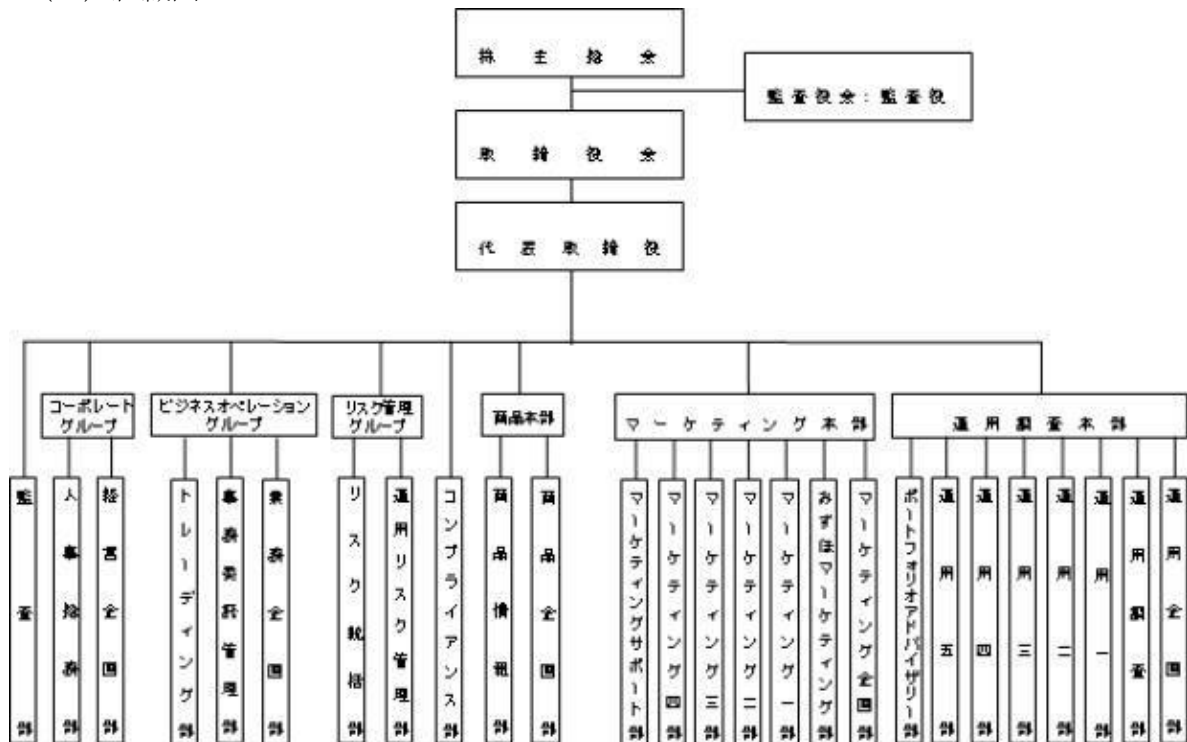 株主総会
監査役会:監査役
取締役会
代表取締役
コーポレート
グループ
ビジネスオペレーション
グループ
リスク管理
グループ
商品本部
マーケティング本部
運用調査本部
監査部
人事総務部
経営企画部
トレーディング部
事務委託管理部
業務企画部
リスク統括部
運用リスク管理部
コンプライアンス部
商品情報部
商品企画部
マーケティングサポート部
マーケティング四部
マーケティング三部
マーケティング二部
マーケティング一部
みずほマーケティング部
マーケティング企画部
ポートフォリオアドバイザリー部
運用五部
運用四部
運用三部
運用二部
運用一部
運用調査部
運用企画部